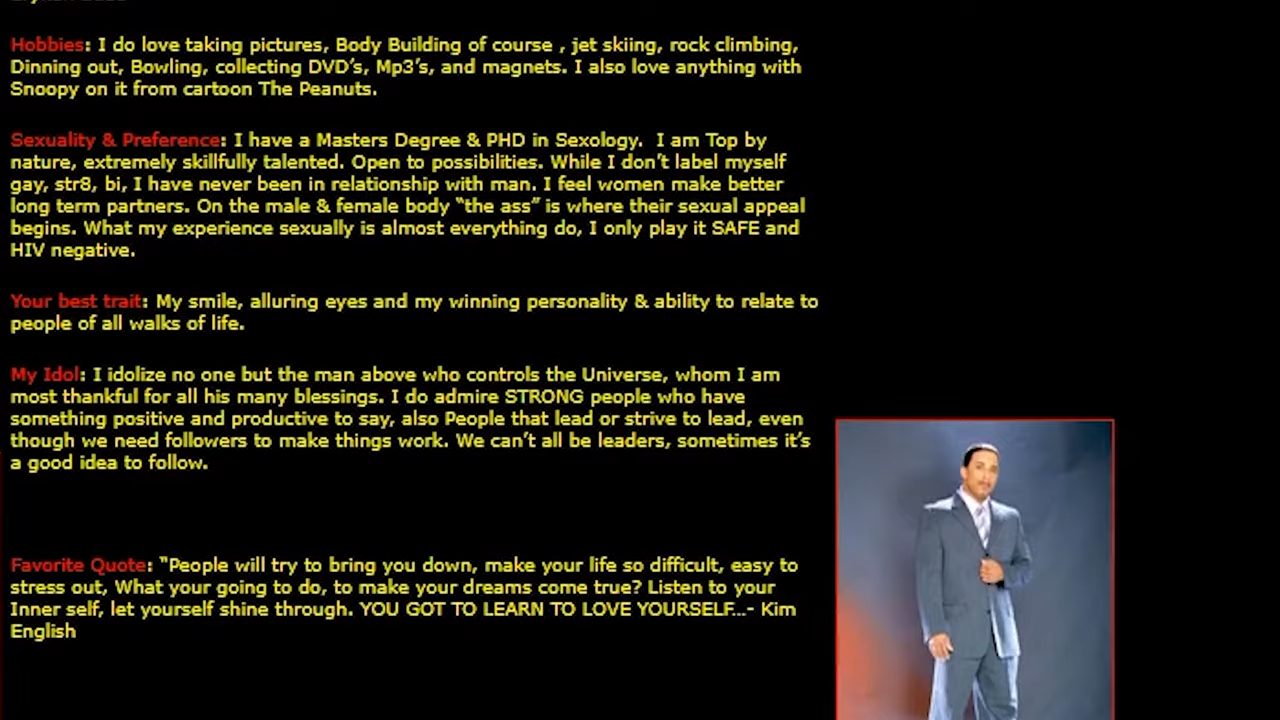 Hobbies: I do love taking pictures, Body Building of course , jet skiing, rock climbing,
Dinning out, Bowling, collecting DVD’s, Mp3’s, and magnets. I also love anything with
Snoopy on it from cartoon The Peanuts.
Sexuality & Preference: I have a Masters Degree & PHD in Sexology.  I am Top by
nature, extremely skillfully talented. Open to possibilities. While I don’t label myself
gay, str8, bi, I have never been in relationship with man. I feel women make better
long term partners. On the male & female body “the ass” is where their sexual appeal
begins. What my experience sexually is almost everything do, I only play it SAFE and
HIV negative.
Your best trait: My smile, alluring eyes and my winning personality & ability to relate to
people of all walks of life.
My Idol: I idolize no one but the man above who controls the Universe, whom I am
most thankful for all his many blessings. I do admire STRONG people who have
something positive and productive to say, also People that lead or strive to lead, even
though we need followers to make things work. We can’t all be leaders, sometimes it’s
a good idea to follow.
Favorite Quote: “People will try to bring you down, make your life so difficult, easy to
stress out, What your going to do, to make your dreams come true? Listen to your
Inner self, let yourself shine through. YOU GOT TO LEARN TO LOVE YOURSELF...- Kim
English